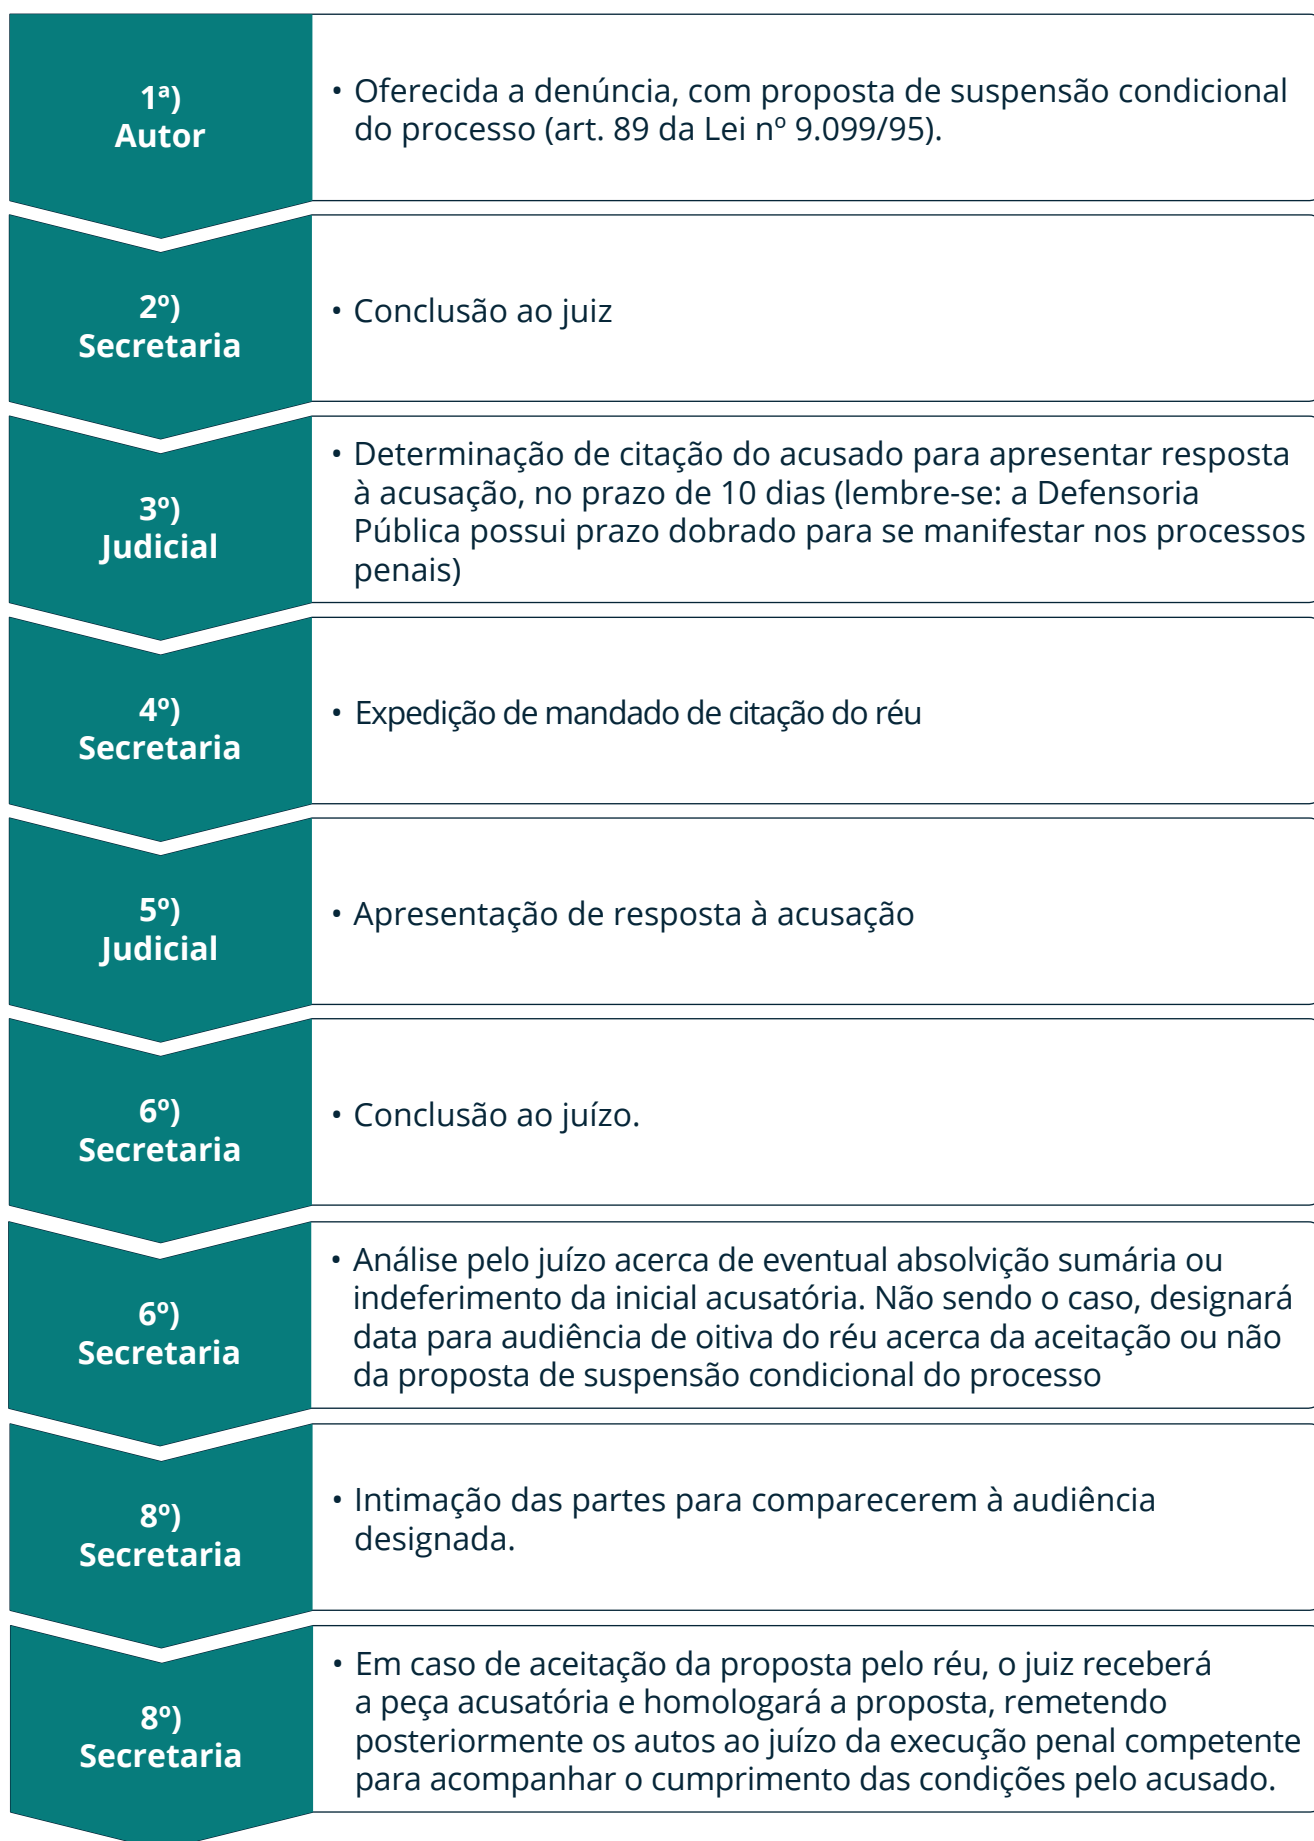 1ª)
Autor
• Oferecida a denúncia, com proposta de suspensão condicional
do processo (art. 89 da Lei nº 9.099/95).
2º)
Secretaria
• Conclusão ao juiz
3º)
Judicial
• Determinação de citação do acusado para apresentar resposta
à acusação, no prazo de 10 dias (lembre-se: a Defensoria
Pública possui prazo dobrado para se manifestar nos processos
penais)
4º)
Secretaria
• Expedição de mandado de citação do réu
5º)
Judicial
• Apresentação de resposta à acusação
6º)
Secretaria
• Conclusão ao juízo.
6º)
Secretaria
• Análise pelo juízo acerca de eventual absolvição sumária ou
indeferimento da inicial acusatória. Não sendo o caso, designará
data para audiência de oitiva do réu acerca da aceitação ou não
da proposta de suspensão condicional do processo
8º)
Secretaria
• Intimação das partes para comparecerem à audiência
designada.
8º)
Secretaria
• Em caso de aceitação da proposta pelo réu, o juiz receberá
a peça acusatória e homologará a proposta, remetendo
posteriormente os autos ao juízo da execução penal competente
para acompanhar o cumprimento das condições pelo acusado.